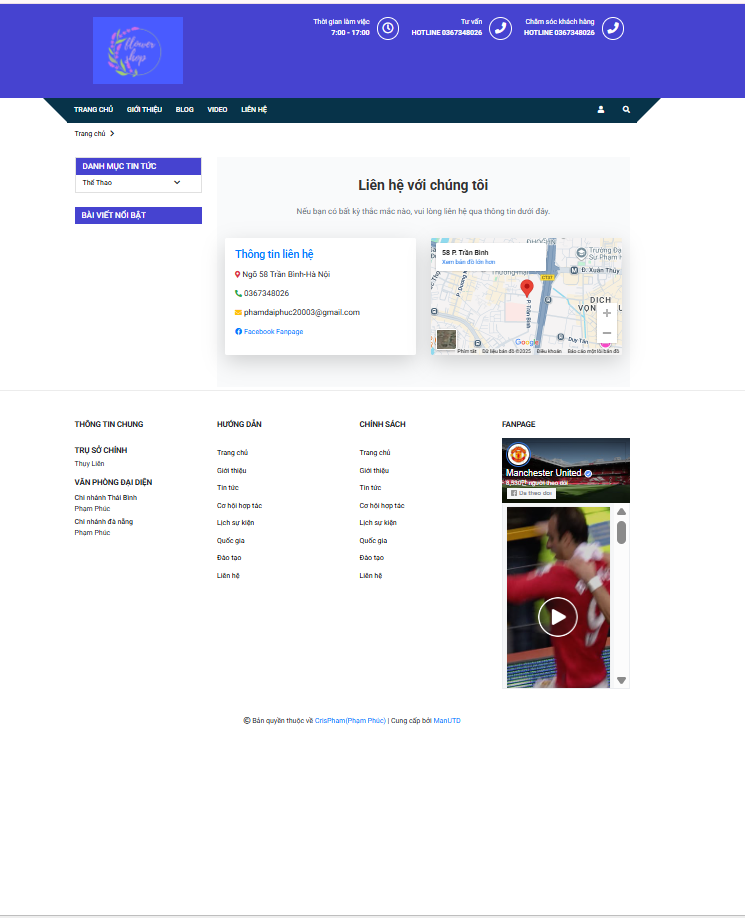 Thời gian làm việc
7:00 - 17:00
Tư vấn
HOTLINE 0367348026
Chăm sóc khách hàng
HOTLINE 0367348026
flower
shop
TRANG CHỦ GIỚI THIỆU BLOG VIDEO LIÊN HỆ
Trang chủ
DANH MỤC TIN TỨC
Thể Thao
BÀI VIẾT NỔI BẬT
Liên hệ với chúng tôi
Nếu bạn có bất kỳ thắc mắc nào, vui lòng liên hệ qua thông tin dưới đây.
Thông tin liên hệ
Ngõ 58 Trần Bình-Hà Nội
0367348026
phamdaiphuc20003@gmail.com
Facebook Fanpage
58 P. Trần Bình
Xem bản đồ lớn hơn
Trường Đạ
Sư Phạm H
Đ. Xuân Thủy
P. Trần Bình
DỊCH
Duy Tân
Google
Phím tắt Dữ liệu bản đồ ©2025 Điều khoản Báo cáo một lỗi bản đồ
THÔNG TIN CHUNG
TRỤ SỞ CHÍNH
Thụy Liên
VĂN PHÒNG ĐẠI DIỆN
Chi nhánh Thái Bình
Phạm Phúc
Chi nhánh đà nẵng
Phạm Phúc
HƯỚNG DẪN
Trang chủ
Giới thiệu
Tin tức
Cơ hội hợp tác
Lịch sự kiện
Quốc gia
Đào tạo
Liên hệ
CHÍNH SÁCH
Trang chủ
Giới thiệu
Tin tức
Cơ hội hợp tác
Lịch sự kiện
Quốc gia
Đào tạo
Liên hệ
FANPAGE
Manchester United
người theo dõi
Đã theo dõi
© Bản quyền thuộc về CrisPham(Phạm Phúc) | Cung cấp bởi ManUTD